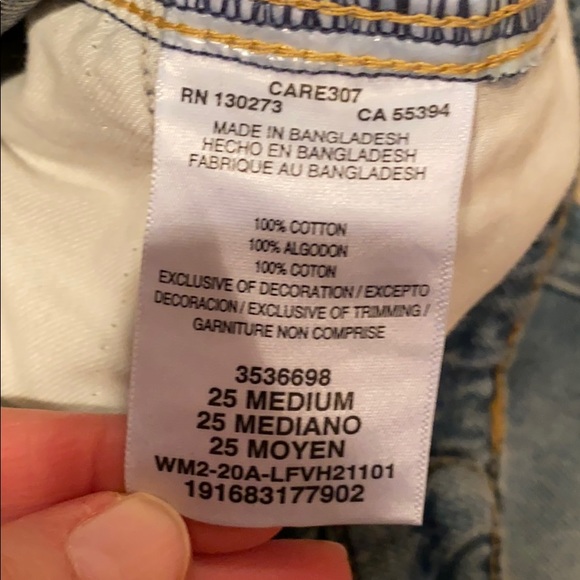 CARE307
RN 130273 CA 55394
MADE IN BANGLADESH
HECHO EN BANGLADESH
FABRIQUE AU BANGLADESH
100% COTTON
100% ALGODON
100% COTON
EXCLUSIVE OF DECORATION / EXCEPTO
DECORACION / EXCLUSIVE OF TRIMMING /
GARNITURE NON COMPRISE
3536698
25 MEDIUM
25 MEDIANO
25 MOYEN
WM2-20A-LFVH21101
191683177902